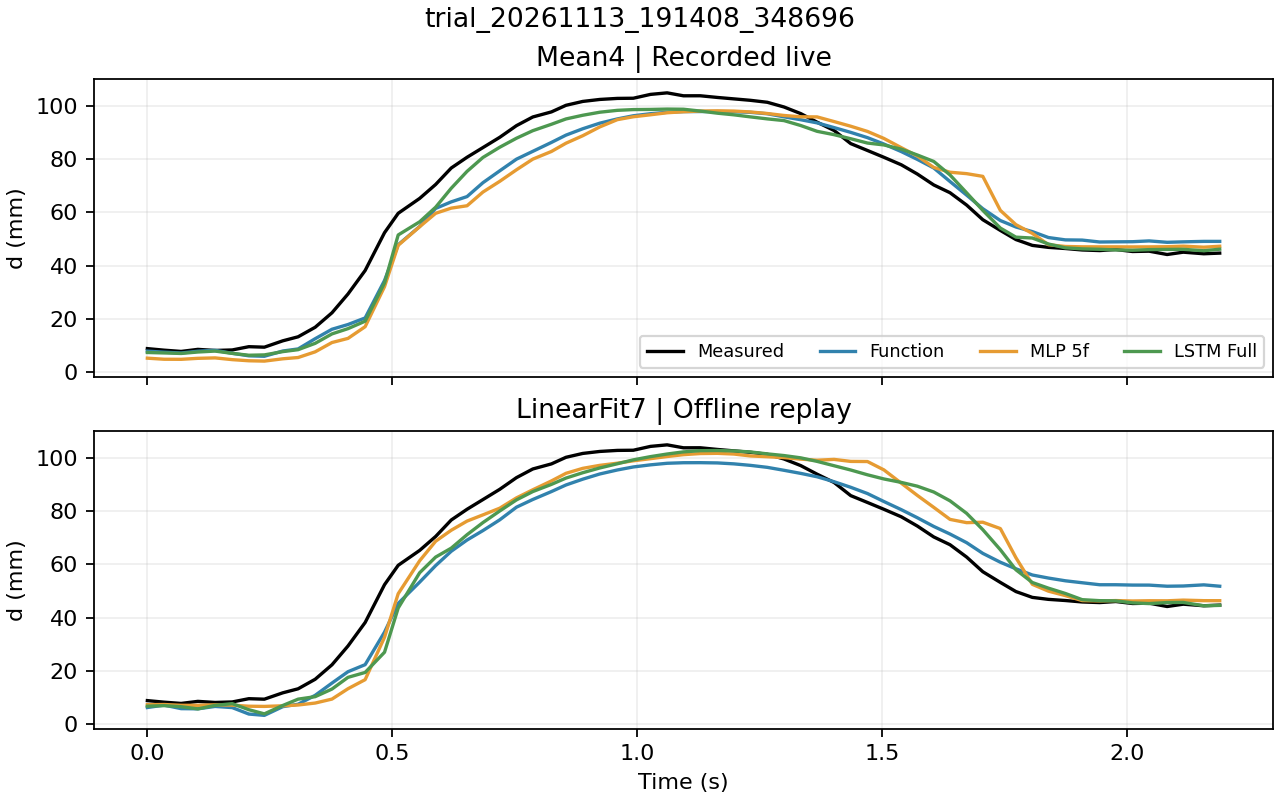 trial_20261113_191408_348696
Mean4 | Recorded live
100
80
60
40
20
0
d (mm)
Measured
Function
MLP 5f
LSTM Full
LinearFit7 | Offline replay
100
80
60
40
20
0
d (mm)
0.0
0.5
1.0
1.5
2.0
Time (s)